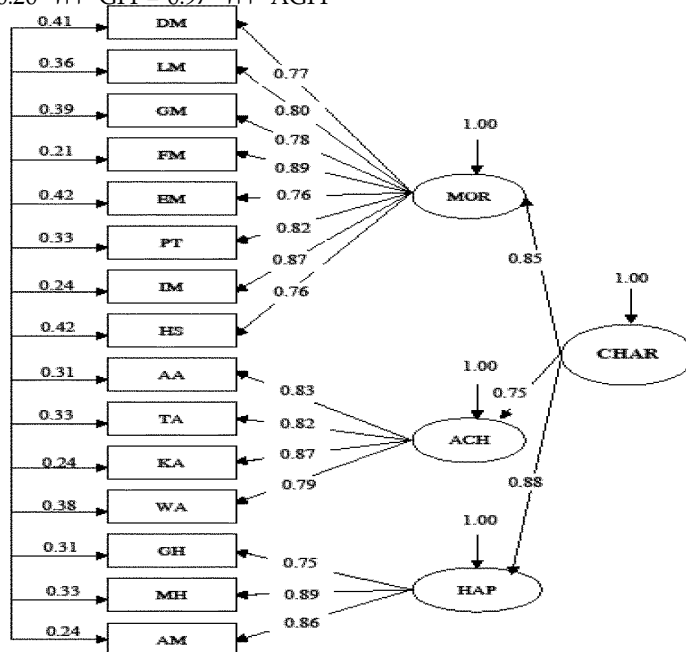 0.41 DM
0.77
0.36 LM
0.80
0.39 GM
0.78
1.00
0.21 FM
0.89
MOR
0.42 EM
0.76
0.33 PT
0.82
0.85
0.24 IM
0.87
1.00
0.42 HS
0.76
CHAR
0.31 AA
0.83
1.00
0.75
0.33 TA
0.82
ACH
0.24 KA
0.87
0.38 WA
0.79
0.88
1.00
0.31 GH
0.75
0.33 MH
0.89
HAP
0.24 AM
0.86